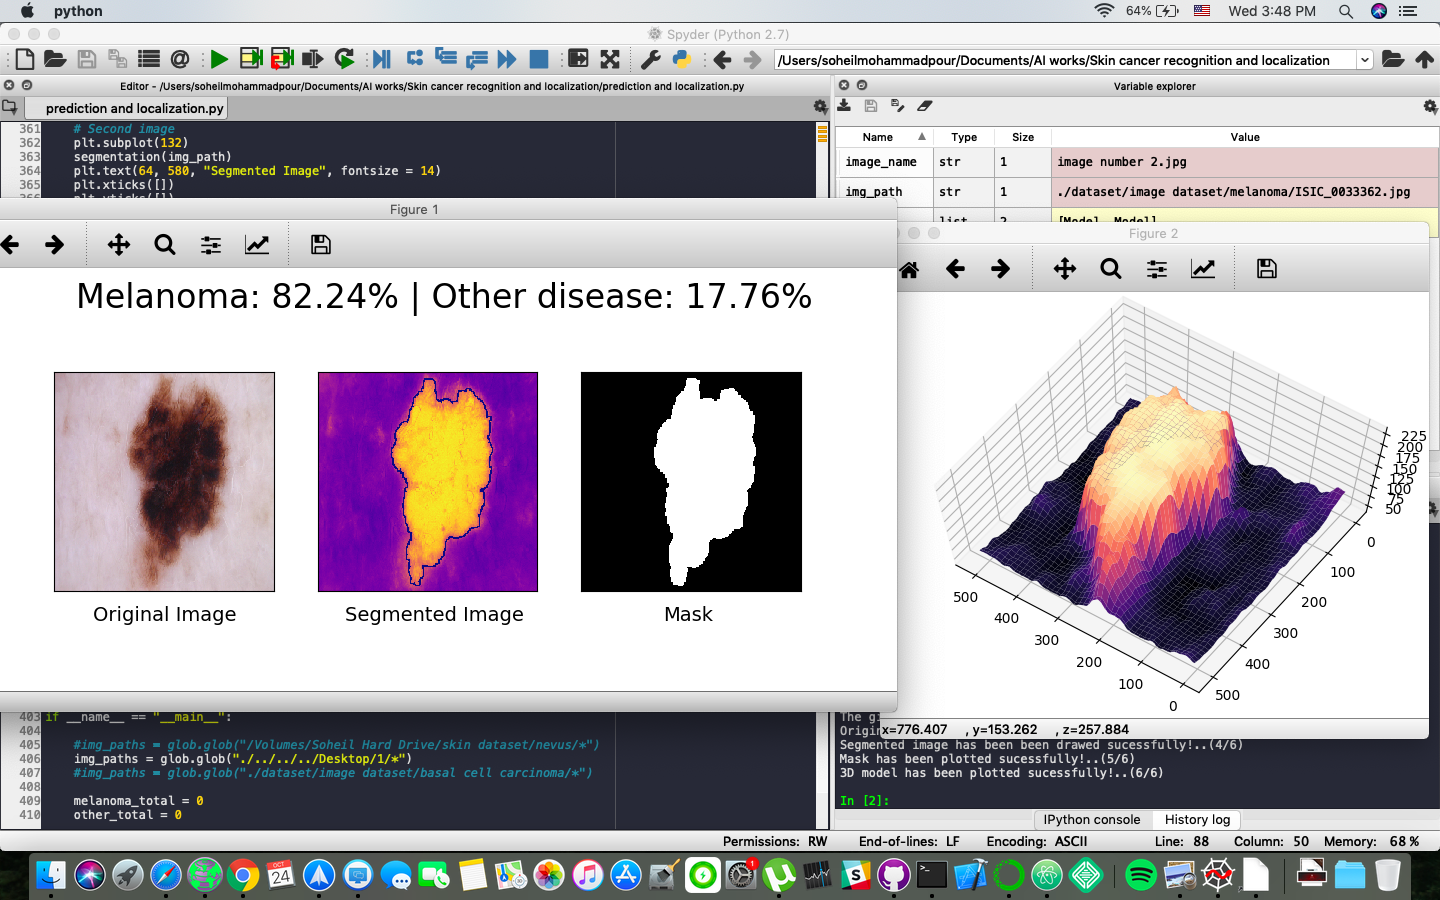 python
64%
Wed 3:48 PM
Spyder (Python 2.7)
/Users/soheilmohammadpour/Documents/AI works/Skin cancer recognition and localization
Editor - /Users/soheilmohammadpour/Documents/AI works/Skin cancer recognition and localization/prediction and localization.py
Variable explorer
prediction and localization.py
361 # Second image
362 plt.subplot(132)
363 segmentation(img_path)
364 plt.text(64, 580, "Segmented Image", fontsize = 14)
365 plt.xticks([])
Name Type Size Value
image_name str 1 image number 2.jpg
img_path str 1 ./dataset/image dataset/melanoma/ISIC_0033362.jpg
Figure 1
Melanoma: 82.24% | Other disease: 17.76%
Original Image
Segmented Image
Mask
Figure 2
225
200
175
150
125
100
75
50
0
100
200
300
400
500
500
400
300
200
100
0
x=776.407 , y=153.262 , z=257.884
403 if __name__ == "__main__":
404
405 #img_paths = glob.glob("/Volumes/Soheil Hard Drive/skin dataset/nevus/*")
406 img_paths = glob.glob("./../../../Desktop/1/*")
407 #img_paths = glob.glob("./dataset/image dataset/basal cell carcinoma/*")
408
409 melanoma_total = 0
410 other_total = 0
The
Segmented image has been been drawed sucessfully!..(4/6)
Mask has been plotted sucessfully!..(5/6)
3D model has been plotted sucessfully!..(6/6)
In [2]:
IPython console
History log
Permissions: RW End-of-lines: LF Encoding: ASCII Line: 88 Column: 50 Memory: 68 %
OCT
24
1